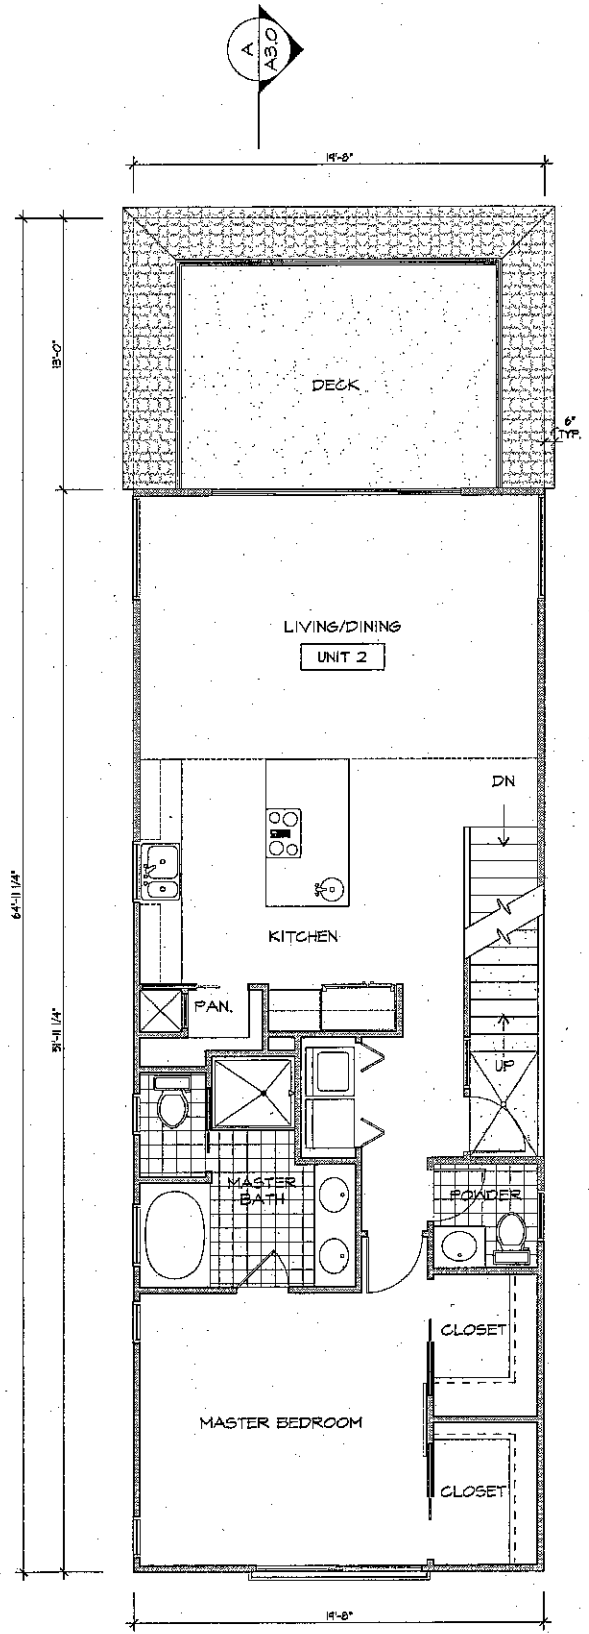 A
A3.0
19'-8"
13'-0"
DECK
6"
TYP.
LIVING/DINING
UNIT 2
DN
64'-11 1/4"
KITCHEN
PAN.
51'-11 1/4"
UP
MASTER
BATH
POWDER
CLOSET
MASTER BEDROOM
CLOSET
19'-8"